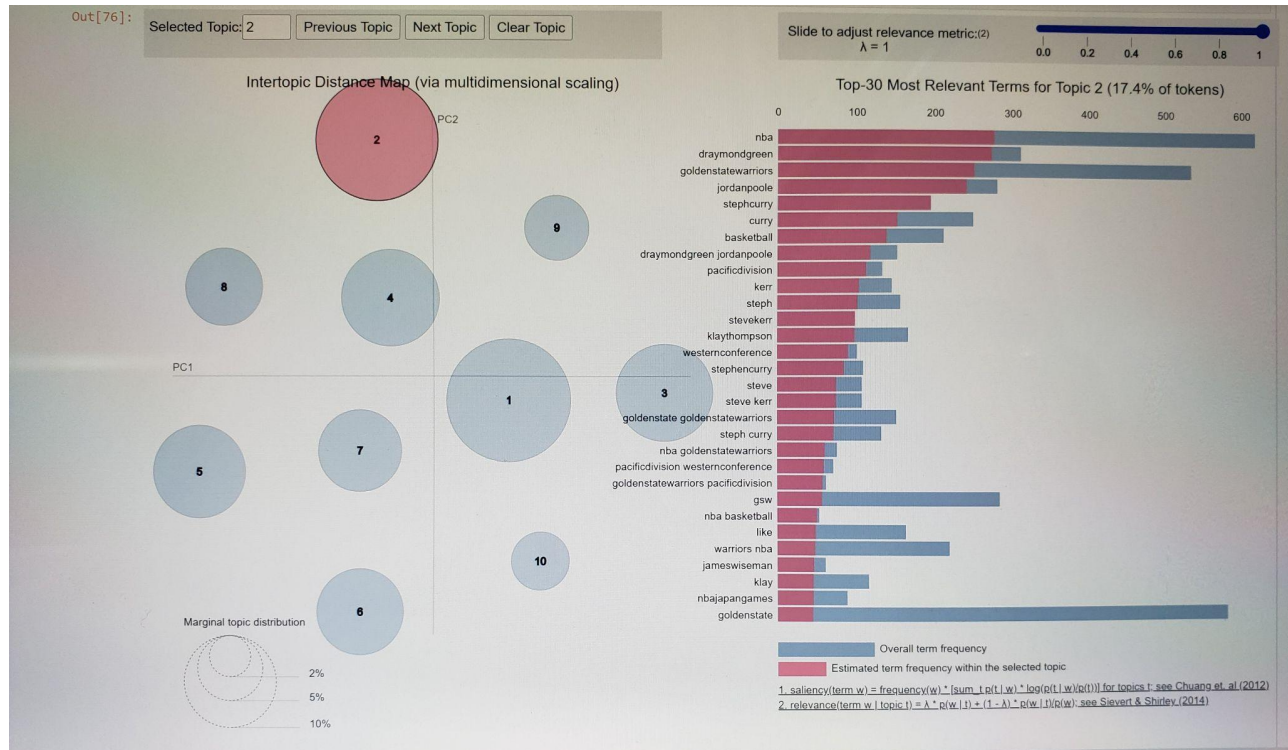 Out[76]:
Selected Topic: 2 Previous Topic Next Topic Clear Topic
Slide to adjust relevance metric:(2)
λ = 1
0.0 0.2 0.4 0.6 0.8 1
Intertopic Distance Map (via multidimensional scaling)
PC2
PC1
2
9
8
4
1
3
7
5
10
6
Marginal topic distribution
2%
5%
10%
Top-30 Most Relevant Terms for Topic 2 (17.4% of tokens)
0 100 200 300 400 500 600
nba
draymondgreen
goldenstatewarriors
jordanpoole
stephcurry
curry
basketball
draymondgreen jordanpoole
pacificdivision
kerr
steph
stevekerr
klaythompson
westernconference
stephencurry
steve
steve kerr
goldenstate goldenstatewarriors
steph curry
nba goldenstatewarriors
pacificdivision westernconference
goldenstatewarriors pacificdivision
gsw
nba basketball
like
warriors nba
jameswiseman
klay
nbajapangames
goldenstate
Overall term frequency
Estimated term frequency within the selected topic
1. saliency(term w) = frequency(w) * [sum_t p(t | w) * log(p(t | w)/p(t))] for topics t; see Chuang et. al (2012)
2. relevance(term w | topic t) = λ * p(w | t) + (1 - λ) * p(w | t)/p(w); see Sievert & Shirley (2014)